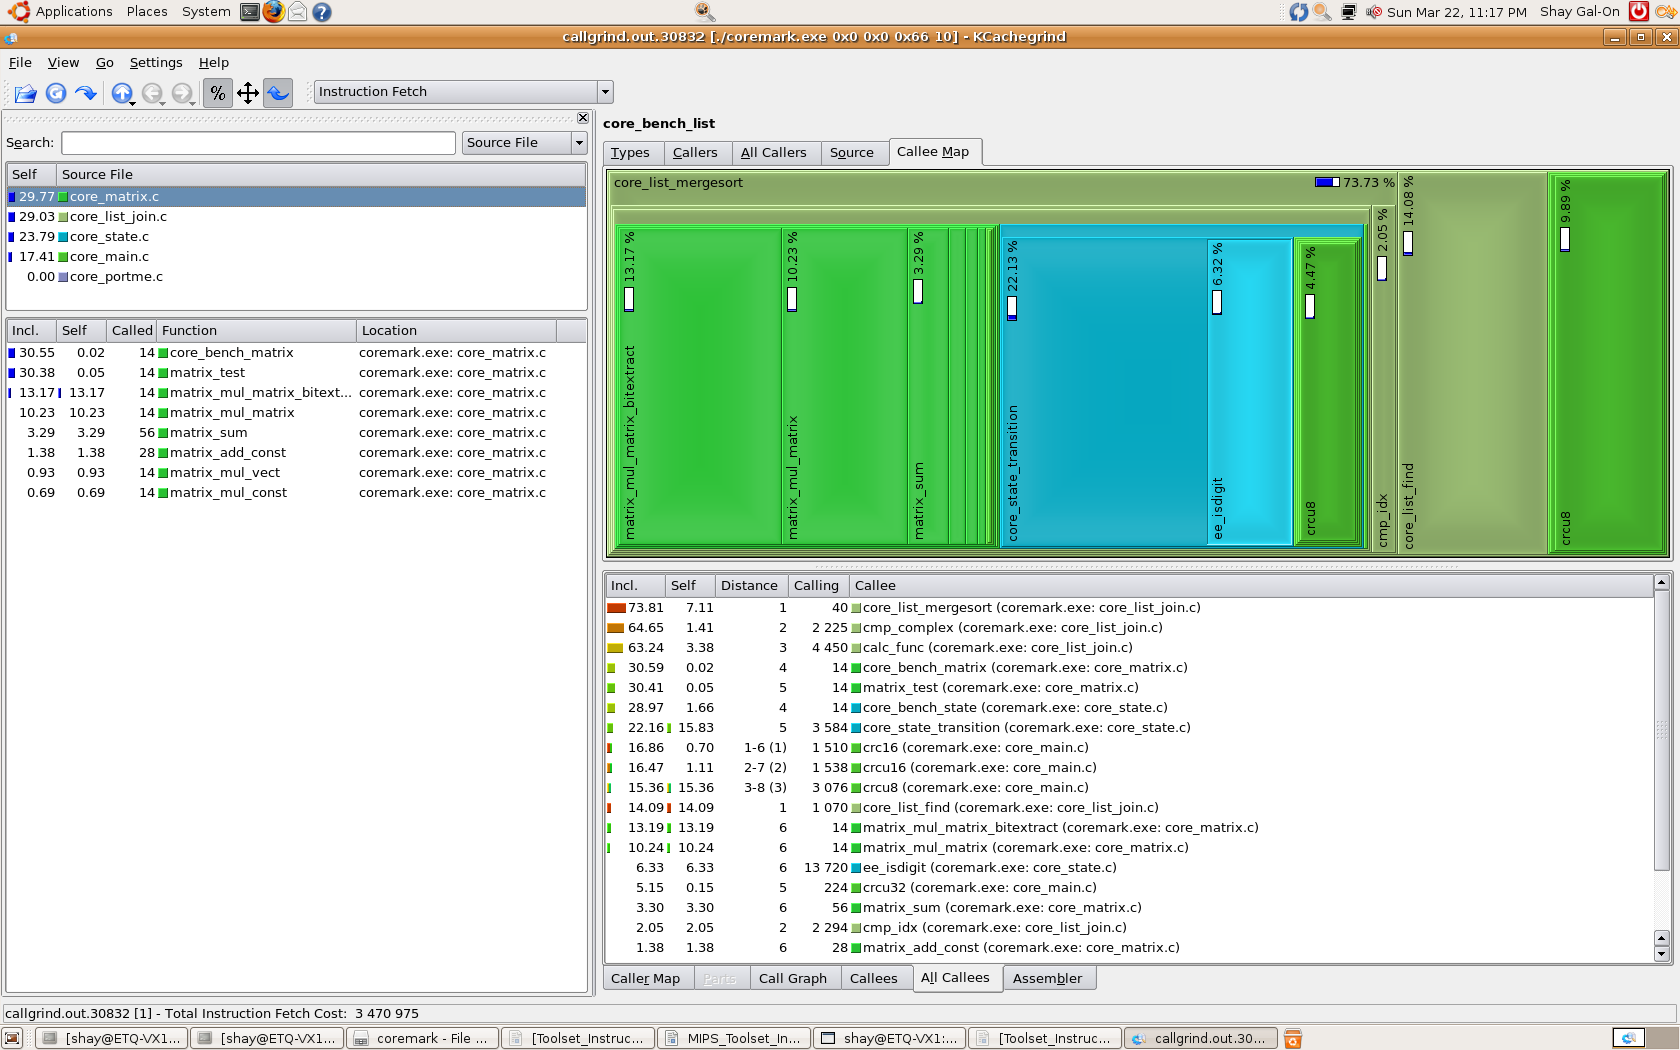 Applications Places System
Sun Mar 22, 11:17 PM Shay Gal-On
callgrind.out.30832 [./coremark.exe 0x0 0x0 0x66 10] - KCachegrind
File View Go Settings Help
% Instruction Fetch
Search: Source File
Self Source File
29.77 core_matrix.c
29.03 core_list_join.c
23.79 core_state.c
17.41 core_main.c
0.00 core_portme.c
Incl. Self Called Function Location
30.55 0.02 14 core_bench_matrix coremark.exe: core_matrix.c
30.38 0.05 14 matrix_test coremark.exe: core_matrix.c
13.17 13.17 14 matrix_mul_matrix_bitext... coremark.exe: core_matrix.c
10.23 10.23 14 matrix_mul_matrix coremark.exe: core_matrix.c
3.29 3.29 56 matrix_sum coremark.exe: core_matrix.c
1.38 1.38 28 matrix_add_const coremark.exe: core_matrix.c
0.93 0.93 14 matrix_mul_vect coremark.exe: core_matrix.c
0.69 0.69 14 matrix_mul_const coremark.exe: core_matrix.c
core_bench_list
Types Callers All Callers Source Callee Map
core_list_mergesort 73.73 %
matrix_mul_matrix_bitextract 13.17 %
matrix_mul_matrix 10.23 %
matrix_sum 3.29 %
core_state_transition 22.13 %
ee_isdigit 6.32 %
crcu8 4.47 %
cmp_idx 2.05 %
core_list_find 14.08 %
crcu8 9.89 %
Incl. Self Distance Calling Callee
73.81 7.11 1 40 core_list_mergesort (coremark.exe: core_list_join.c)
64.65 1.41 2 2 225 cmp_complex (coremark.exe: core_list_join.c)
63.24 3.38 3 4 450 calc_func (coremark.exe: core_list_join.c)
30.59 0.02 4 14 core_bench_matrix (coremark.exe: core_matrix.c)
30.41 0.05 5 14 matrix_test (coremark.exe: core_matrix.c)
28.97 1.66 4 14 core_bench_state (coremark.exe: core_state.c)
22.16 15.83 5 3 584 core_state_transition (coremark.exe: core_state.c)
16.86 0.70 1-6 (1) 1 510 crc16 (coremark.exe: core_main.c)
16.47 1.11 2-7 (2) 1 538 crcu16 (coremark.exe: core_main.c)
15.36 15.36 3-8 (3) 3 076 crcu8 (coremark.exe: core_main.c)
14.09 14.09 1 1 070 core_list_find (coremark.exe: core_list_join.c)
13.19 13.19 6 14 matrix_mul_matrix_bitextract (coremark.exe: core_matrix.c)
10.24 10.24 6 14 matrix_mul_matrix (coremark.exe: core_matrix.c)
6.33 6.33 6 13 720 ee_isdigit (coremark.exe: core_state.c)
5.15 0.15 5 224 crcu32 (coremark.exe: core_main.c)
3.30 3.30 6 56 matrix_sum (coremark.exe: core_matrix.c)
2.05 2.05 2 2 294 cmp_idx (coremark.exe: core_list_join.c)
1.38 1.38 6 28 matrix_add_const (coremark.exe: core_matrix.c)
Caller Map Parts Call Graph Callees All Callees Assembler
callgrind.out.30832 [1] - Total Instruction Fetch Cost: 3 470 975
[shay@ETQ-VX1... [shay@ETQ-VX1... coremark - File ... [Toolset_Instruc... MIPS_Toolset_In... shay@ETQ-VX1:... [Toolset_Instruc... callgrind.out.30...